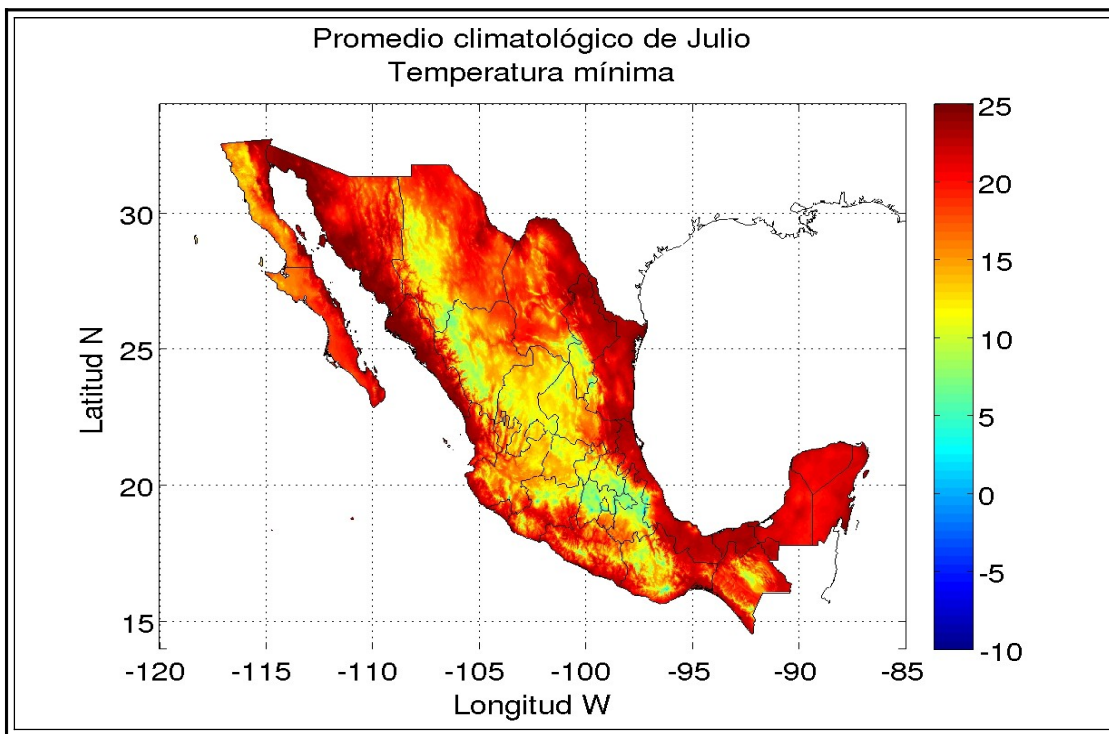 Promedio climatológico de Julio
Temperatura mínima
25
20
15
10
5
0
-5
-10
Latitud N
30
25
20
15
-120 -115 -110 -105 -100 -95 -90 -85
Longitud W